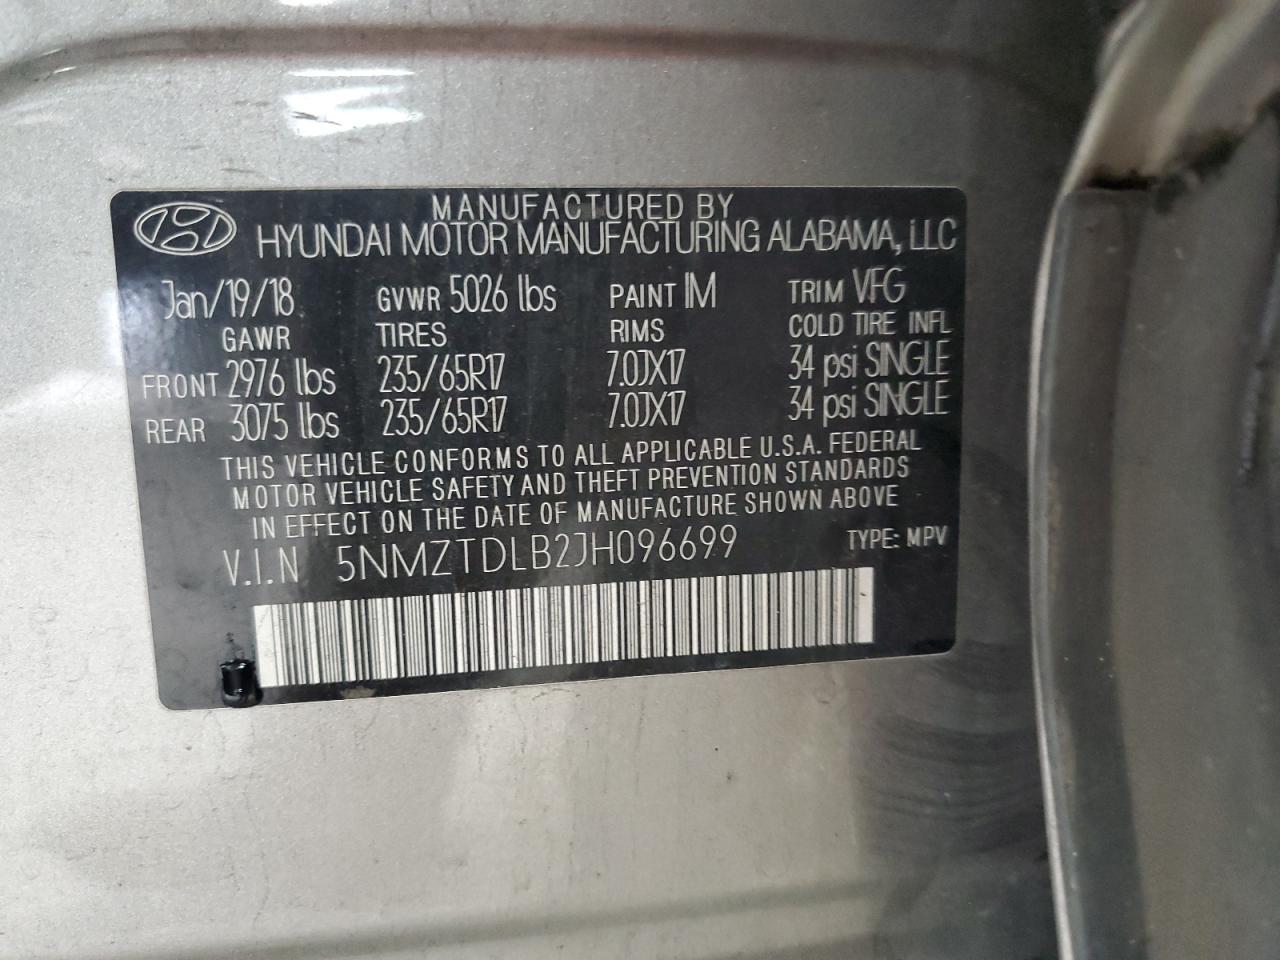 MANUFACTURED BY
HYUNDAI MOTOR MANUFACTURING ALABAMA, LLC
Jan/19/18 GVWR 5026 lbs PAINT IM TRIM VFG
GAWR TIRES RIMS COLD TIRE INFL
FRONT 2976 lbs 235/65R17 7.0JX17 34 psi SINGLE
REAR 3075 lbs 235/65R17 7.0JX17 34 psi SINGLE
THIS VEHICLE CONFORMS TO ALL APPLICABLE U.S.A. FEDERAL
MOTOR VEHICLE SAFETY AND THEFT PREVENTION STANDARDS
IN EFFECT ON THE DATE OF MANUFACTURE SHOWN ABOVE
V.I.N 5NMZTDLB2JH096699 TYPE: MPV